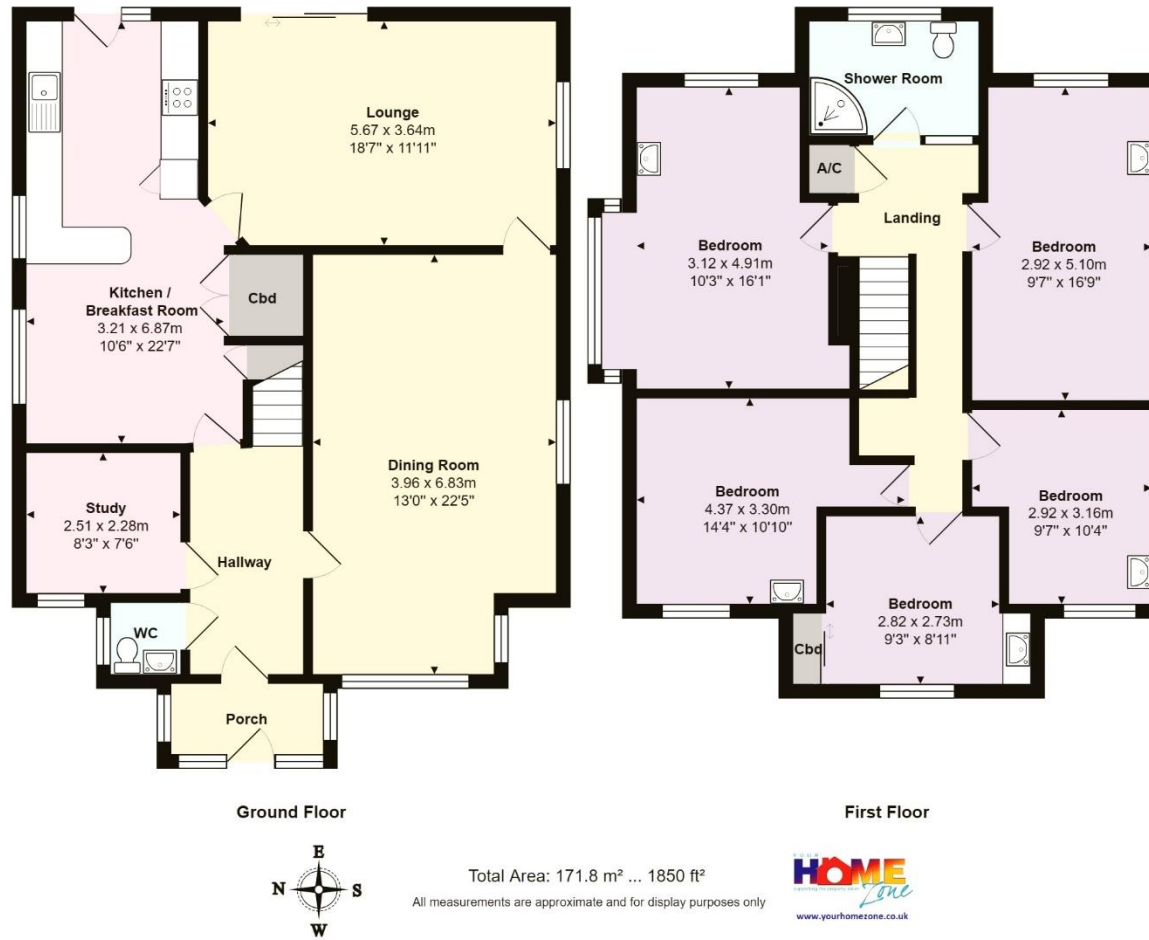 Lounge
5.67 x 3.64m
18'7" x 11'11"
Kitchen /
Breakfast Room
3.21 x 6.87m
10'6" x 22'7"
Cbd
Dining Room
3.96 x 6.83m
13'0" x 22'5"
Study
2.51 x 2.28m
8'3" x 7'6"
Hallway
WC
Porch
Ground Floor
Shower Room
A/C
Landing
Bedroom
3.12 x 4.91m
10'3" x 16'1"
Bedroom
2.92 x 5.10m
9'7" x 16'9"
Bedroom
4.37 x 3.30m
14'4" x 10'10"
Bedroom
2.92 x 3.16m
9'7" x 10'4"
Bedroom
2.82 x 2.73m
9'3" x 8'11"
Cbd
First Floor
E
N S
W
Total Area: 171.8 m² ... 1850 ft²
All measurements are approximate and for display purposes only
YOUR
HOME
Zone
www.yourhomezone.co.uk